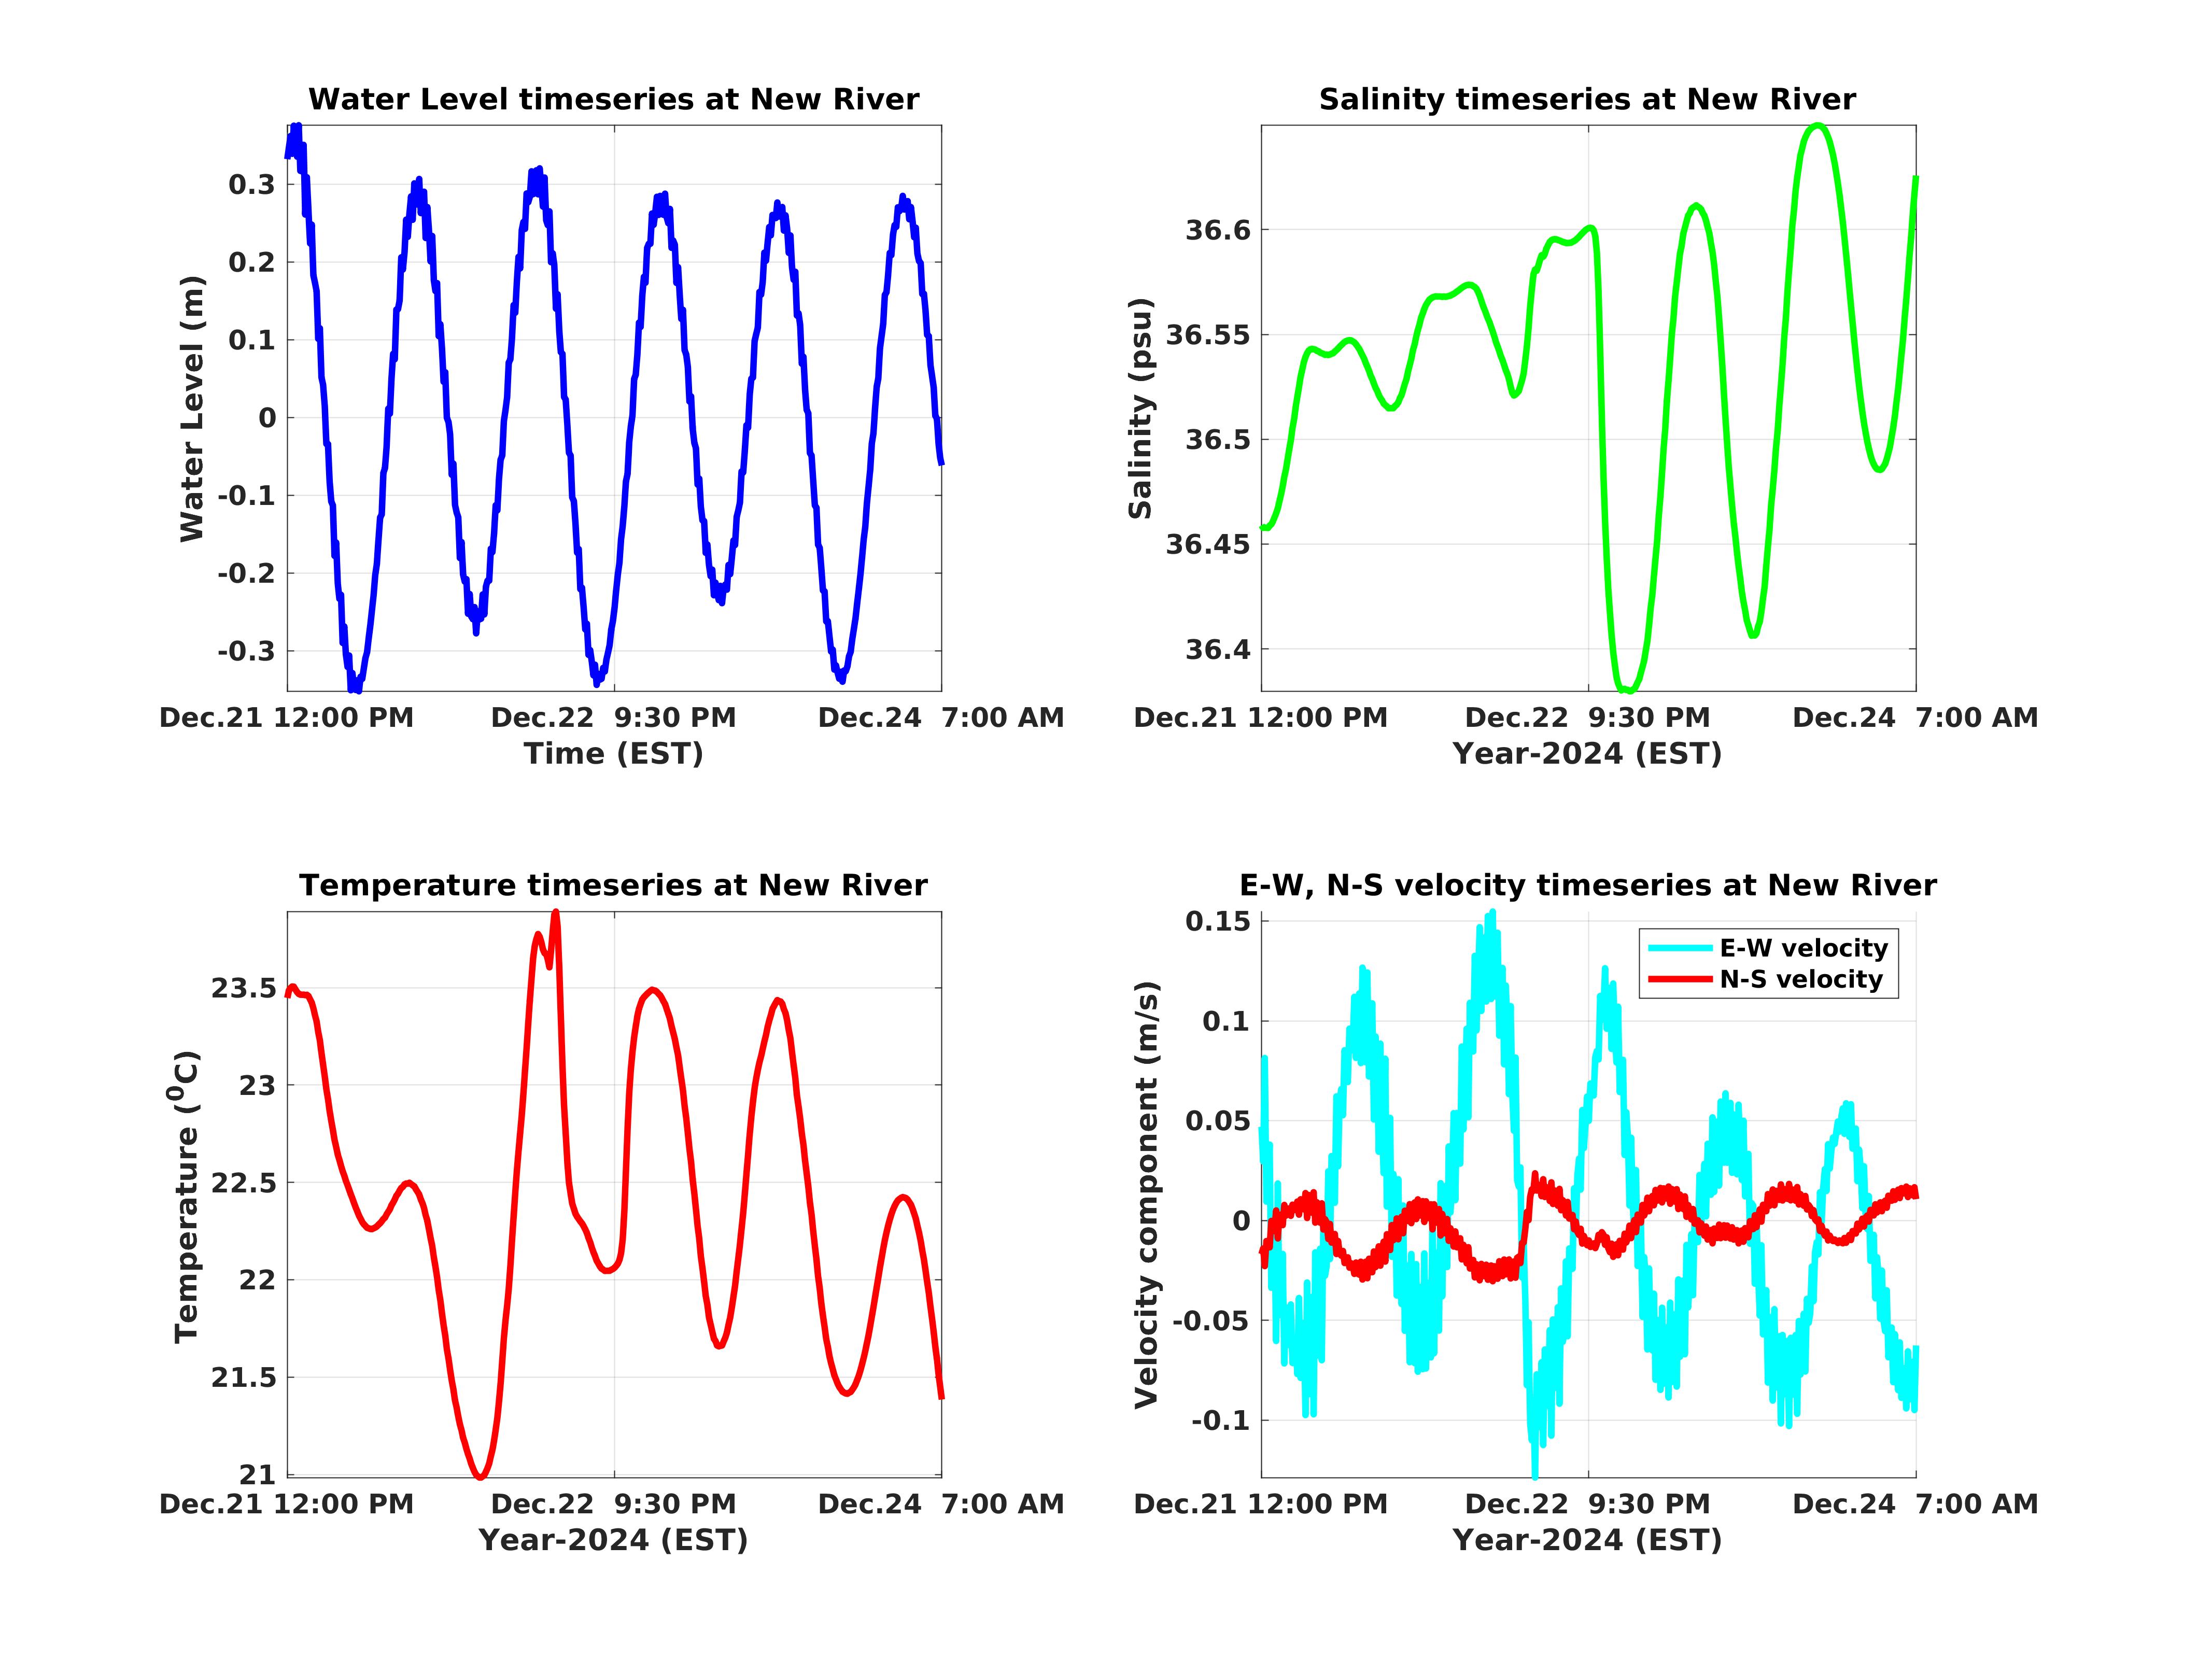 Water Level timeseries at New River
Water Level (m)
0.3
0.2
0.1
0
-0.1
-0.2
-0.3
Dec.21 12:00 PM
Dec.22  9:30 PM
Dec.24  7:00 AM
Time (EST)
Salinity timeseries at New River
Salinity (psu)
36.6
36.55
36.5
36.45
36.4
Dec.21 12:00 PM
Dec.22  9:30 PM
Dec.24  7:00 AM
Year-2024 (EST)
Temperature timeseries at New River
Temperature (⁰C)
23.5
23
22.5
22
21.5
21
Dec.21 12:00 PM
Dec.22  9:30 PM
Dec.24  7:00 AM
Year-2024 (EST)
E-W, N-S velocity timeseries at New River
Velocity component (m/s)
0.15
0.1
0.05
0
-0.05
-0.1
E-W velocity
N-S velocity
Dec.21 12:00 PM
Dec.22  9:30 PM
Dec.24  7:00 AM
Year-2024 (EST)